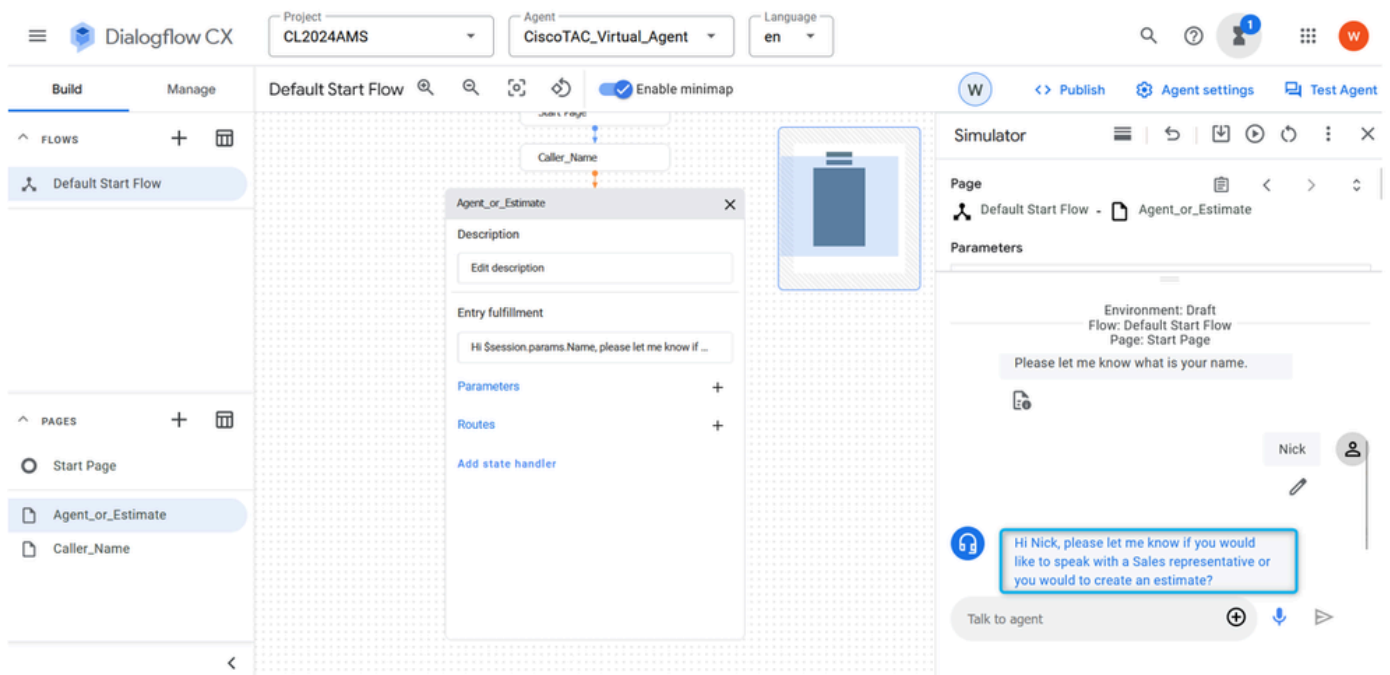 Dialogflow CX
Project
CL2024AMS
Agent
CiscoTAC_Virtual_Agent
Language
en
1
W
Build
Manage
Default Start Flow
Enable minimap
W
Publish
Agent settings
Test Agent
FLOWS
Default Start Flow
PAGES
Start Page
Agent_or_Estimate
Caller_Name
Start Page
Caller_Name
Agent_or_Estimate
Description
Edit description
Entry fulfillment
Hi $session.params.Name, please let me know if ...
Parameters
Routes
Add state handler
Simulator
Page
Default Start Flow - Agent_or_Estimate
Parameters
Environment: Draft
Flow: Default Start Flow
Page: Start Page
Please let me know what is your name.
Nick
Hi Nick, please let me know if you would
like to speak with a Sales representative or
you would to create an estimate?
Talk to agent